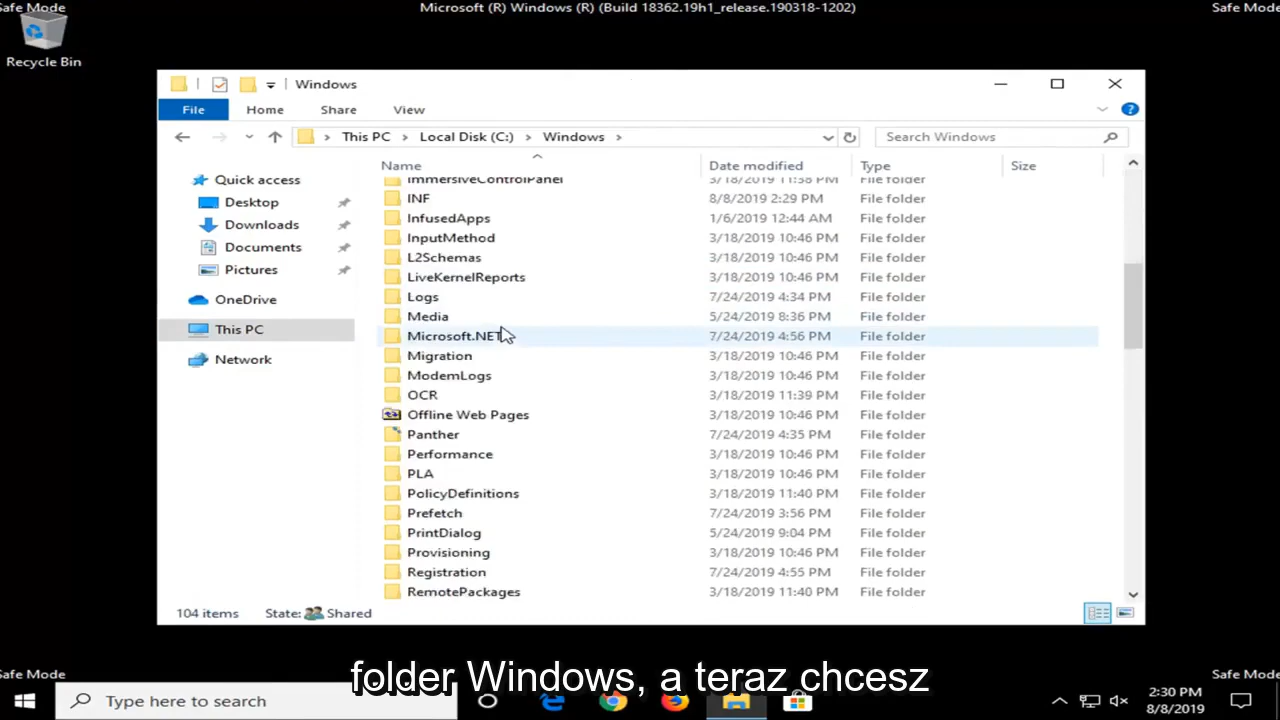 Safe Mode
Microsoft (R) Windows (R) (Build 18362.19h1_release.190318-1202)
Safe Mode
Recycle Bin
Windows
File Home Share View
This PC Local Disk (C:) Windows
Search Windows
Name Date modified Type Size
Quick access
Desktop
Downloads
Documents
Pictures
OneDrive
This PC
Network
ImmersiveControlPanel 3/18/2019 11:38 PM File folder
INF 8/8/2019 2:29 PM File folder
InfusedApps 1/6/2019 12:44 AM File folder
InputMethod 3/18/2019 10:46 PM File folder
L2Schemas 3/18/2019 10:46 PM File folder
LiveKernelReports 3/18/2019 10:46 PM File folder
Logs 7/24/2019 4:34 PM File folder
Media 5/24/2019 8:36 PM File folder
Microsoft.NET 7/24/2019 4:56 PM File folder
Migration 3/18/2019 10:46 PM File folder
ModemLogs 3/18/2019 10:46 PM File folder
OCR 3/18/2019 11:39 PM File folder
Offline Web Pages 3/18/2019 10:46 PM File folder
Panther 7/24/2019 4:35 PM File folder
Performance 3/18/2019 10:46 PM File folder
PLA 3/18/2019 10:46 PM File folder
PolicyDefinitions 3/18/2019 11:40 PM File folder
Prefetch 7/24/2019 3:56 PM File folder
PrintDialog 5/24/2019 9:04 PM File folder
Provisioning 3/18/2019 10:46 PM File folder
Registration 7/24/2019 4:55 PM File folder
RemotePackages 3/18/2019 11:40 PM File folder
104 items State: Shared
Safe Mode
folder Windows, a teraz chcesz
Safe Mode
Type here to search
2:30 PM
8/8/2019